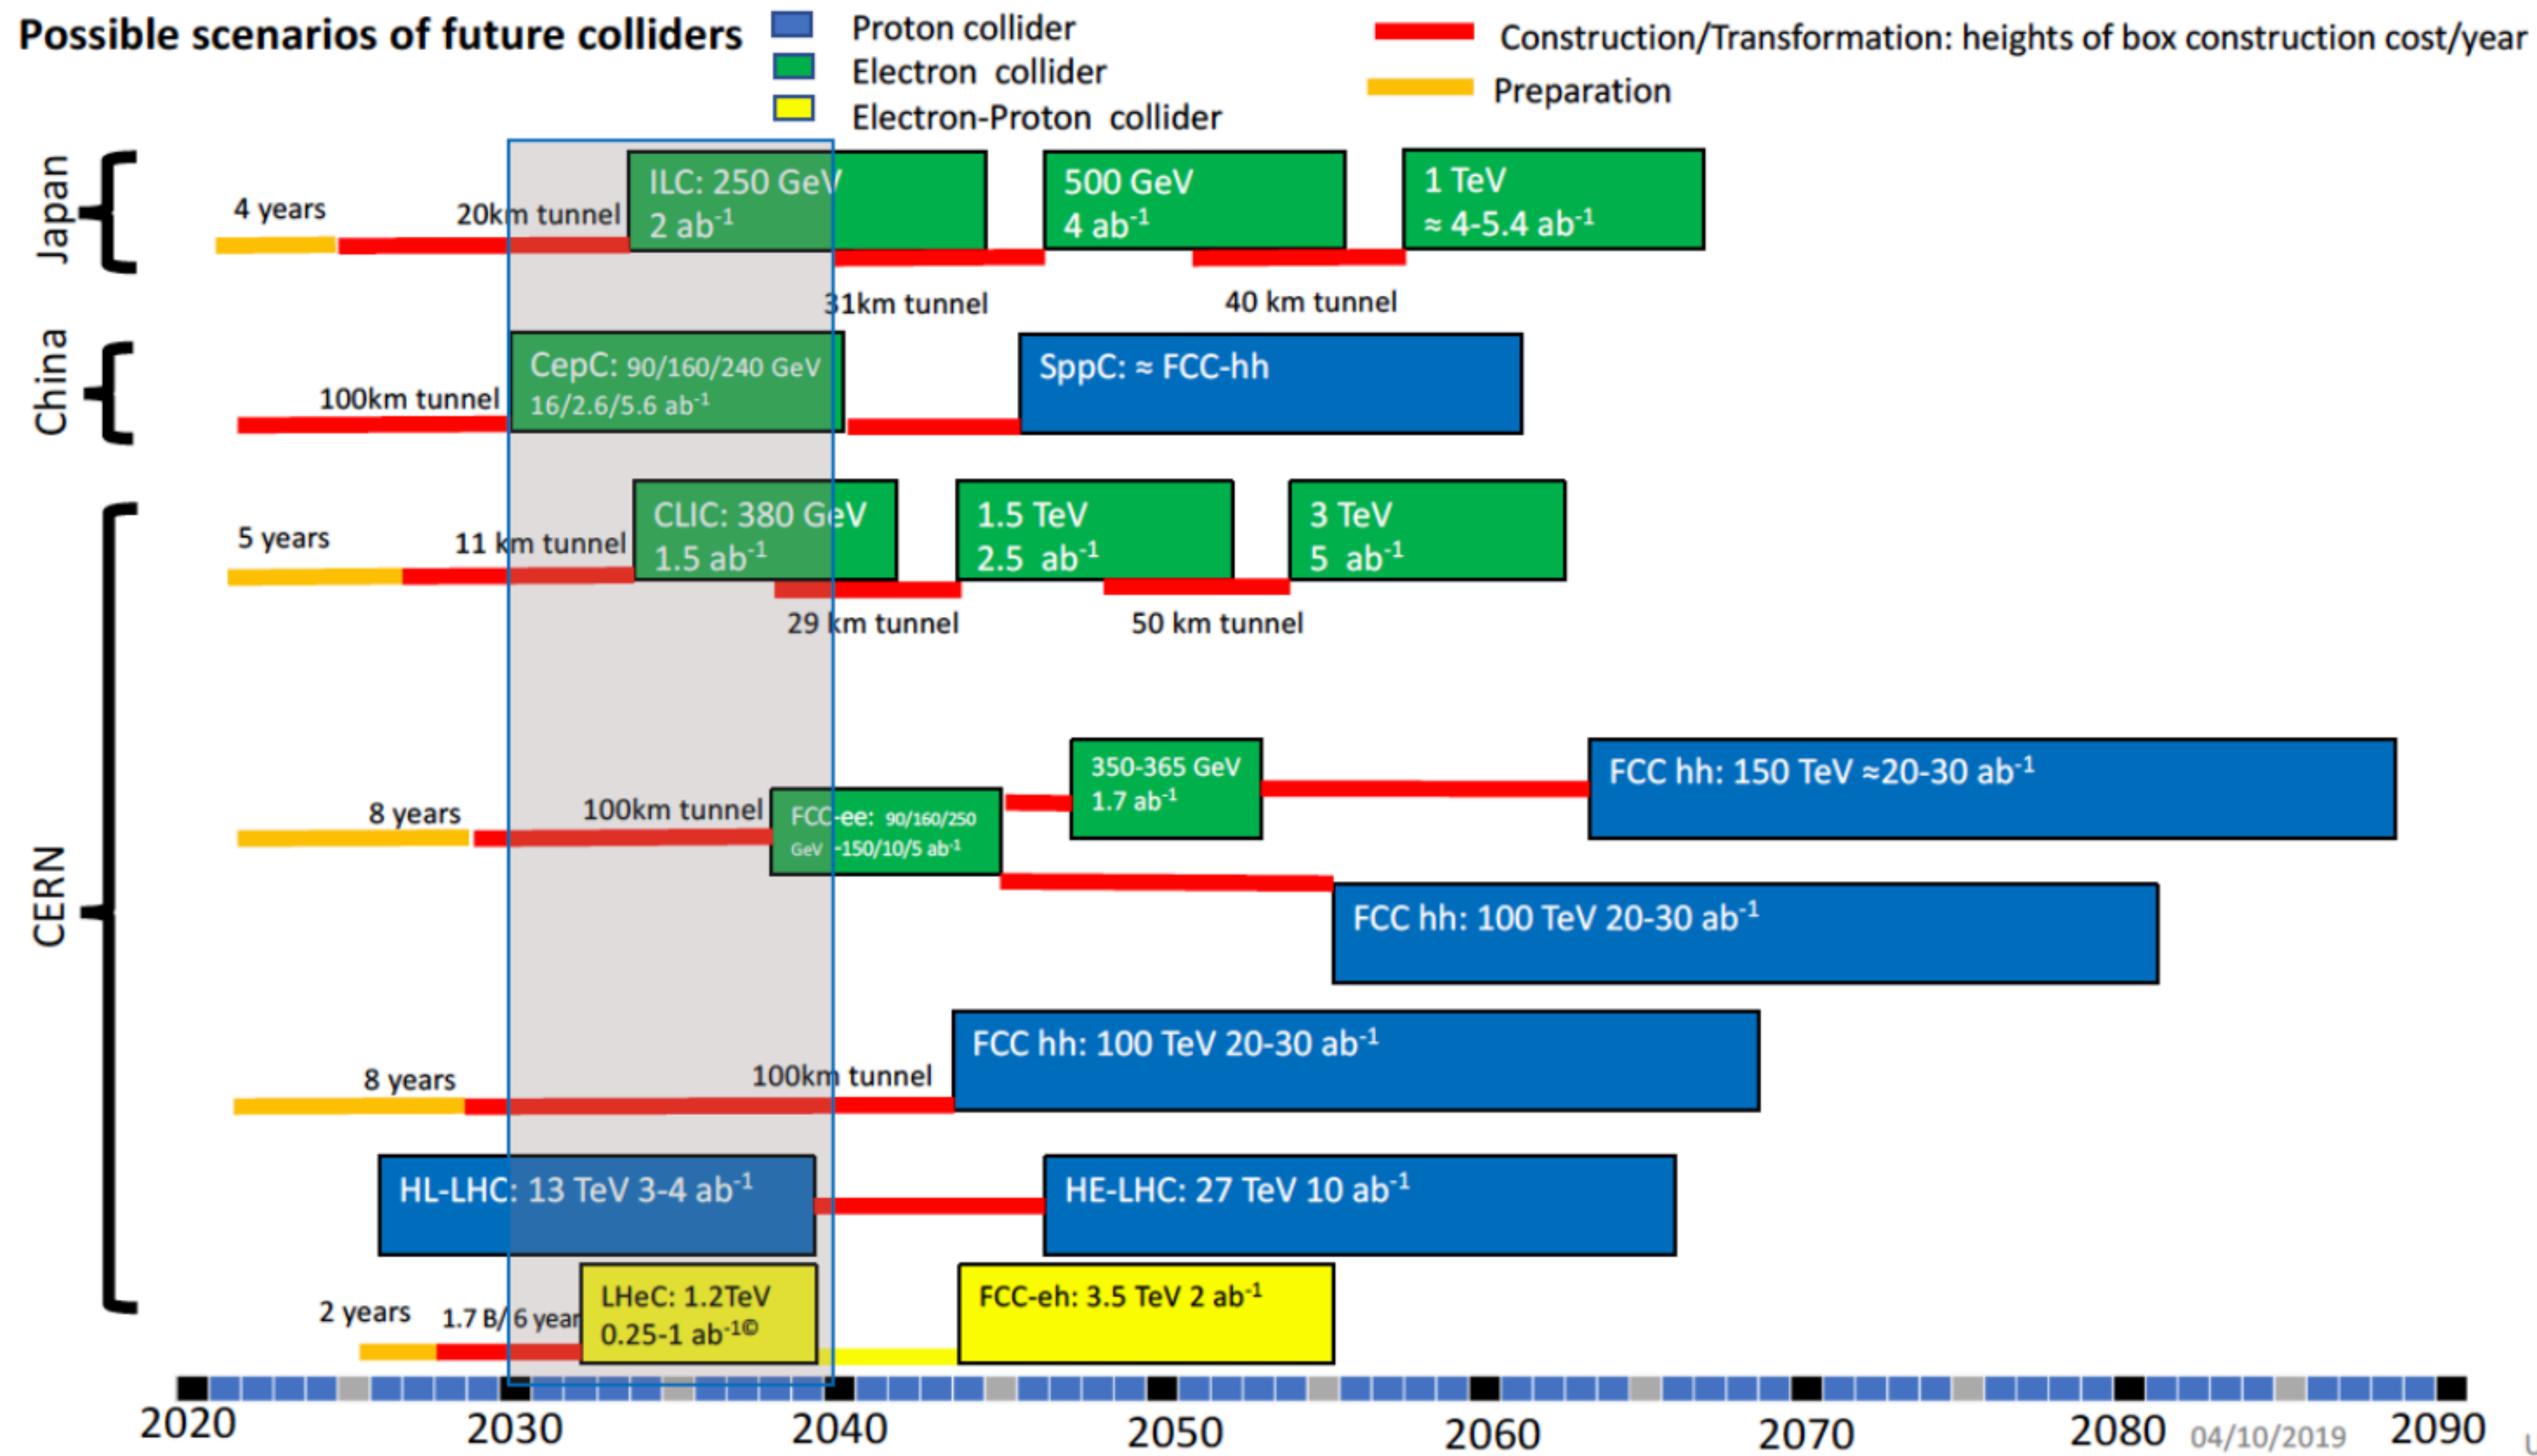 Possible scenarios of future colliders
Proton collider
Electron collider
Electron-Proton collider
Construction/Transformation: heights of box construction cost/year
Preparation
Japan
4 years
20km tunnel
ILC: 250 GeV
2 ab⁻¹
500 GeV
4 ab⁻¹
1 TeV
≈ 4-5.4 ab⁻¹
31km tunnel
40 km tunnel
China
100km tunnel
CepC: 90/160/240 GeV
16/2.6/5.6 ab⁻¹
SppC: ≈ FCC-hh
CERN
5 years
11 km tunnel
CLIC: 380 GeV
1.5 ab⁻¹
1.5 TeV
2.5 ab⁻¹
3 TeV
5 ab⁻¹
29 km tunnel
50 km tunnel
8 years
100km tunnel
FCC-ee: 90/160/250
GeV -150/10/5 ab⁻¹
350-365 GeV
1.7 ab⁻¹
FCC hh: 150 TeV ≈20-30 ab⁻¹
FCC hh: 100 TeV 20-30 ab⁻¹
8 years
100km tunnel
FCC hh: 100 TeV 20-30 ab⁻¹
HL-LHC: 13 TeV 3-4 ab⁻¹
HE-LHC: 27 TeV 10 ab⁻¹
2 years
1.7 B/ 6 year
LHeC: 1.2TeV
0.25-1 ab⁻¹©
FCC-eh: 3.5 TeV 2 ab⁻¹
2020 2030 2040 2050 2060 2070 2080 2090
04/10/2019